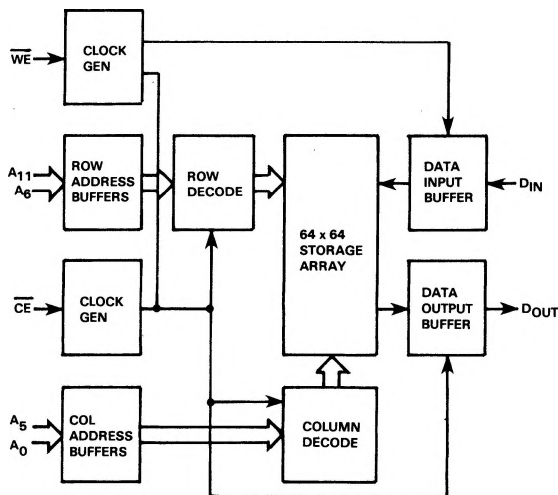 WE
CLOCK
GEN
A11
A6
ROW
ADDRESS
BUFFERS
ROW
DECODE
64 x 64
STORAGE
ARRAY
DATA
INPUT
BUFFER
DIN
CE
CLOCK
GEN
DATA
OUTPUT
BUFFER
DOUT
A5
A0
COL
ADDRESS
BUFFERS
COLUMN
DECODE